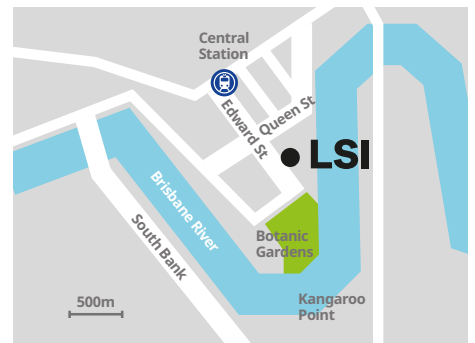 Central
Station
Queen St
Edward St
LSI
Brisbane River
South Bank
Botanic
Gardens
Kangaroo
Point
500m